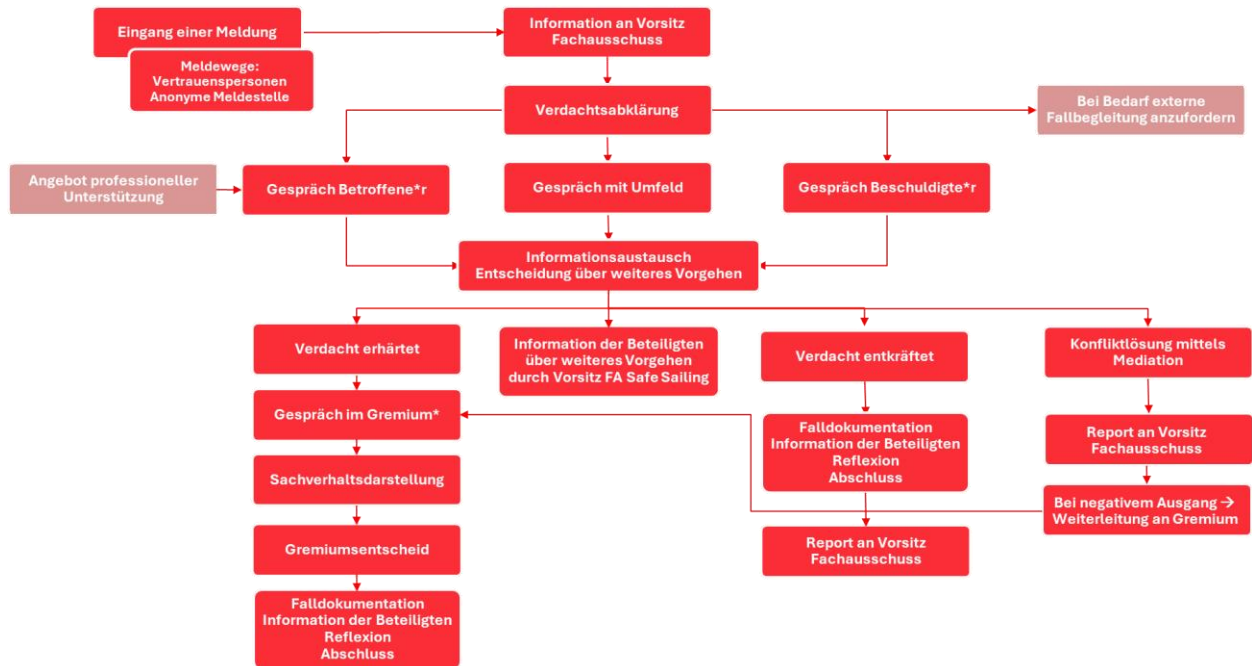 Eingang einer Meldung
Meldewege:
Vertrauenspersonen
Anonyme Meldestelle
Information an Vorsitz
Fachausschuss
Verdachtsabklärung
Bei Bedarf externe
Fallbegleitung anzufordern
Angebot professioneller
Unterstützung
Gespräch Betroffene*r
Gespräch mit Umfeld
Gespräch Beschuldigte*r
Informationsaustausch
Entscheidung über weiteres Vorgehen
Verdacht erhärtet
Information der Beteiligten
über weiteres Vorgehen
durch Vorsitz FA Safe Sailing
Verdacht entkräftet
Konfliktlösung mittels
Mediation
Gespräch im Gremium*
Falldokumentation
Information der Beteiligten
Reflexion
Abschluss
Report an Vorsitz
Fachausschuss
Sachverhaltsdarstellung
Bei negativem Ausgang →
Weiterleitung an Gremium
Gremiumsentscheid
Report an Vorsitz
Fachausschuss
Falldokumentation
Information der Beteiligten
Reflexion
Abschluss